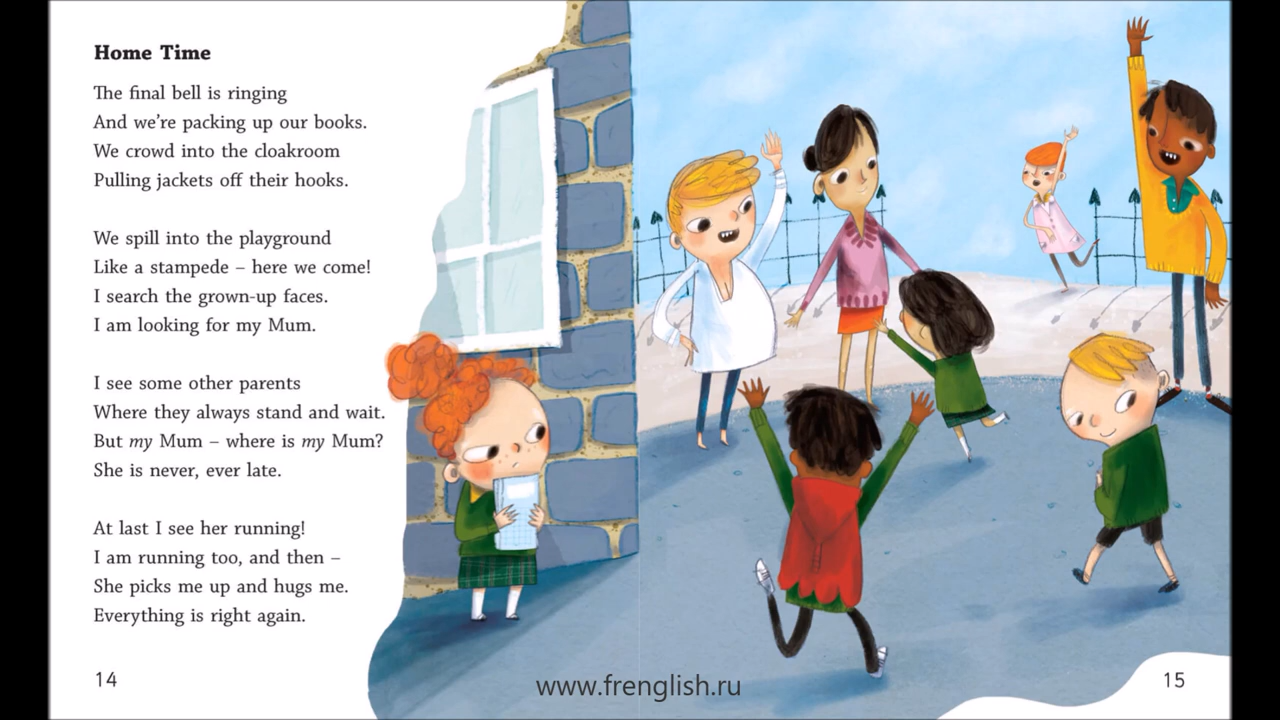 Home Time
The final bell is ringing
And we're packing up our books.
We crowd into the cloakroom
Pulling jackets off their hooks.
We spill into the playground
Like a stampede – here we come!
I search the grown-up faces.
I am looking for my Mum.
I see some other parents
Where they always stand and wait.
But my Mum – where is my Mum?
She is never, ever late.
At last I see her running!
I am running too, and then –
She picks me up and hugs me.
Everything is right again.
14
www.frenglish.ru
15